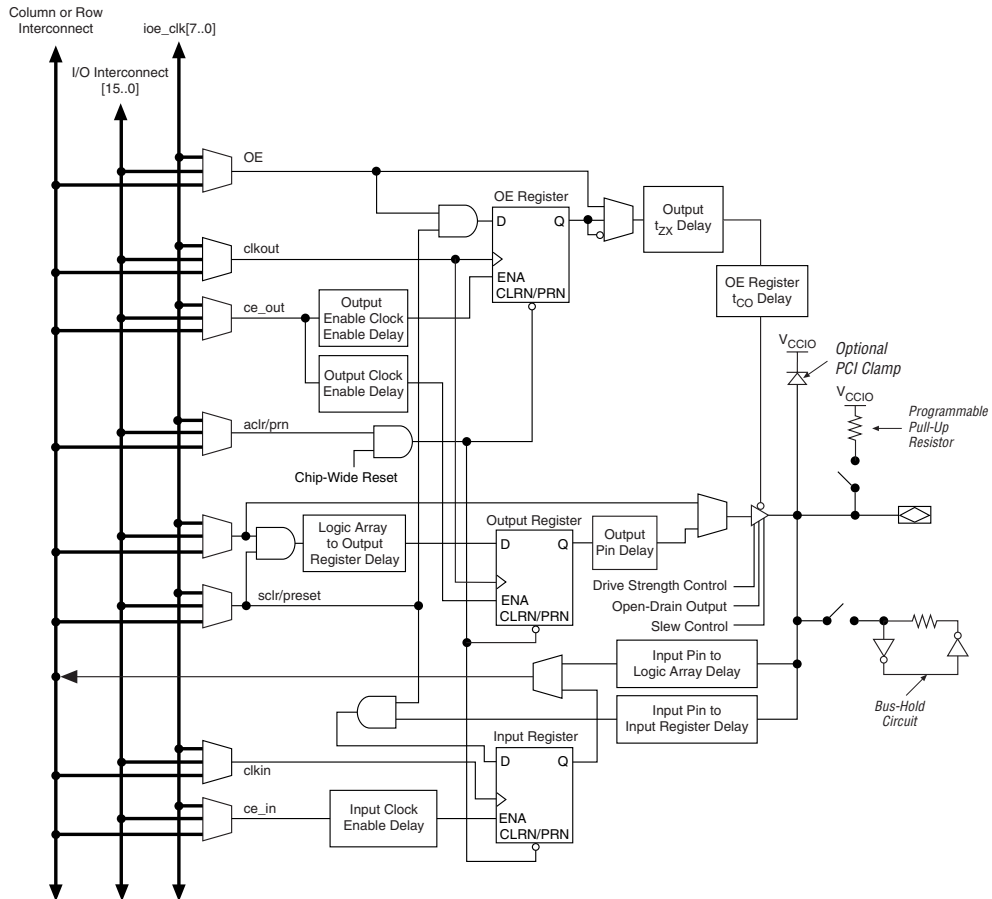 Column or Row
Interconnect
ioe_clk[7..0]
I/O Interconnect
[15..0]
OE
OE Register
D
Q
ENA
CLRN/PRN
Output
tZX Delay
OE Register
tCO Delay
clkout
ce_out
Output
Enable Clock
Enable Delay
Output Clock
Enable Delay
aclr/prn
Chip-Wide Reset
VCCIO
Optional
PCI Clamp
VCCIO
Programmable
Pull-Up
Resistor
Logic Array
to Output
Register Delay
Output Register
D
Q
ENA
CLRN/PRN
Output
Pin Delay
Drive Strength Control
Open-Drain Output
Slew Control
sclr/preset
Input Pin to
Logic Array Delay
Input Pin to
Input Register Delay
Bus-Hold
Circuit
Input Register
D
Q
ENA
CLRN/PRN
clkin
ce_in
Input Clock
Enable Delay